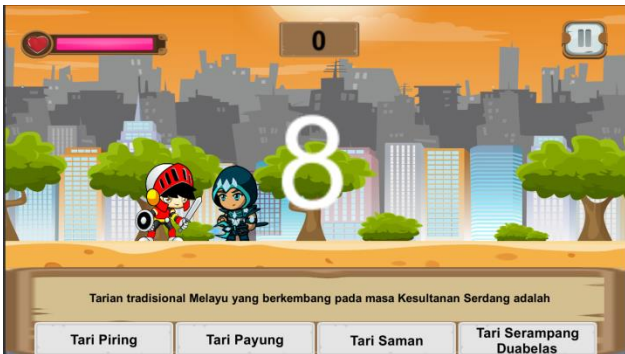 0
8
Tarian tradisional Melayu yang berkembang pada masa Kesultanan Serdang adalah
Tari Piring
Tari Payung
Tari Saman
Tari Serampang
Duabelas